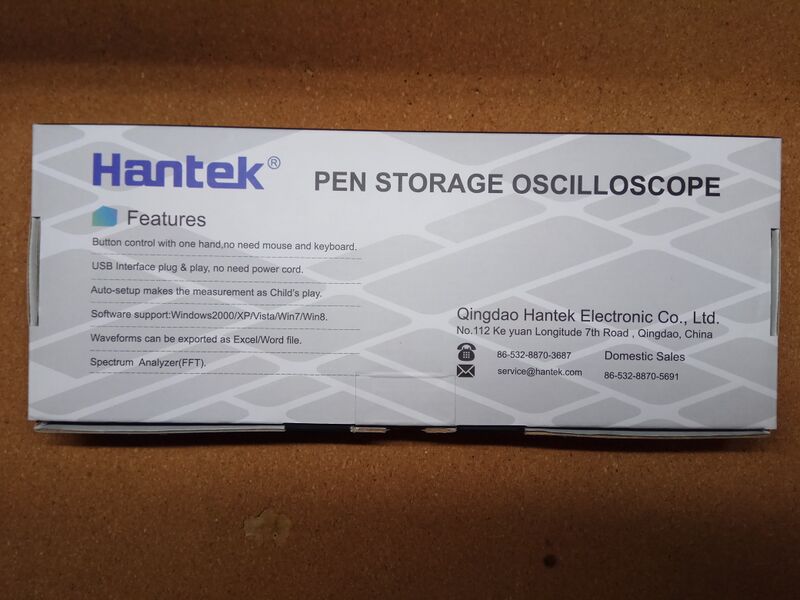 Hantek®
PEN STORAGE OSCILLOSCOPE
Features
Button control with one hand,no need mouse and keyboard.
USB Interface plug & play, no need power cord.
Auto-setup makes the measurement as Child's play.
Software support:Windows2000/XP/Vista/Win7/Win8.
Waveforms can be exported as Excel/Word file.
Spectrum Analyzer(FFT).
Qingdao Hantek Electronic Co., Ltd.
No.112 Ke yuan Longitude 7th Road , Qingdao, China
86-532-8870-3687 Domestic Sales
service@hantek.com 86-532-8870-5691